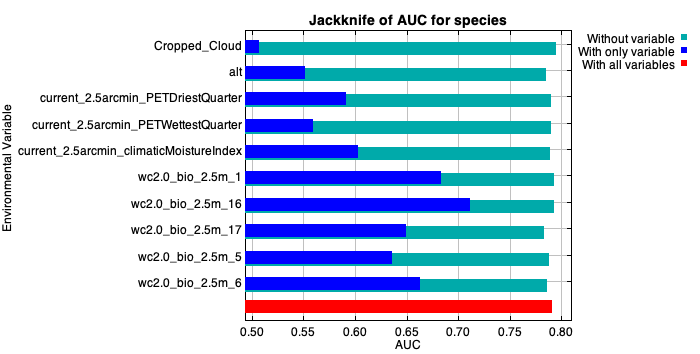 Jackknife of AUC for species
Without variable
With only variable
With all variables
Environmental Variable
Cropped_Cloud
alt
current_2.5arcmin_PETDriestQuarter
current_2.5arcmin_PETWettestQuarter
current_2.5arcmin_climaticMoistureIndex
wc2.0_bio_2.5m_1
wc2.0_bio_2.5m_16
wc2.0_bio_2.5m_17
wc2.0_bio_2.5m_5
wc2.0_bio_2.5m_6
0.50 0.55 0.60 0.65 0.70 0.75 0.80
AUC